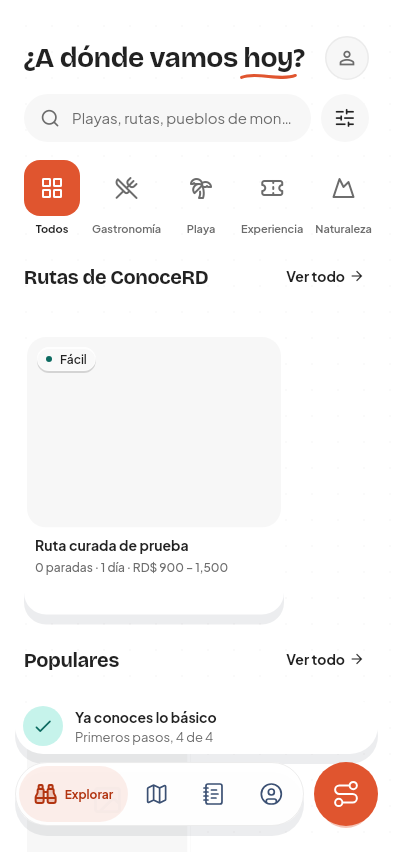 ¿A dónde vamos hoy?
Playas, rutas, pueblos de mon...
Todos
Gastronomía
Playa
Experiencia
Naturaleza
Rutas de ConoceRD
Ver todo
Fácil
Ruta curada de prueba
0 paradas · 1 día · RD$ 900 – 1,500
Populares
Ver todo
Ya conoces lo básico
Primeros pasos, 4 de 4
Explorar